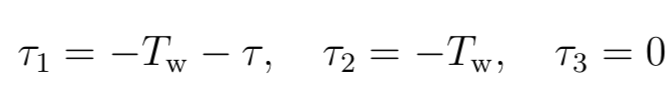 τ₁ = −T_w − τ, τ₂ = −T_w, τ₃ = 0